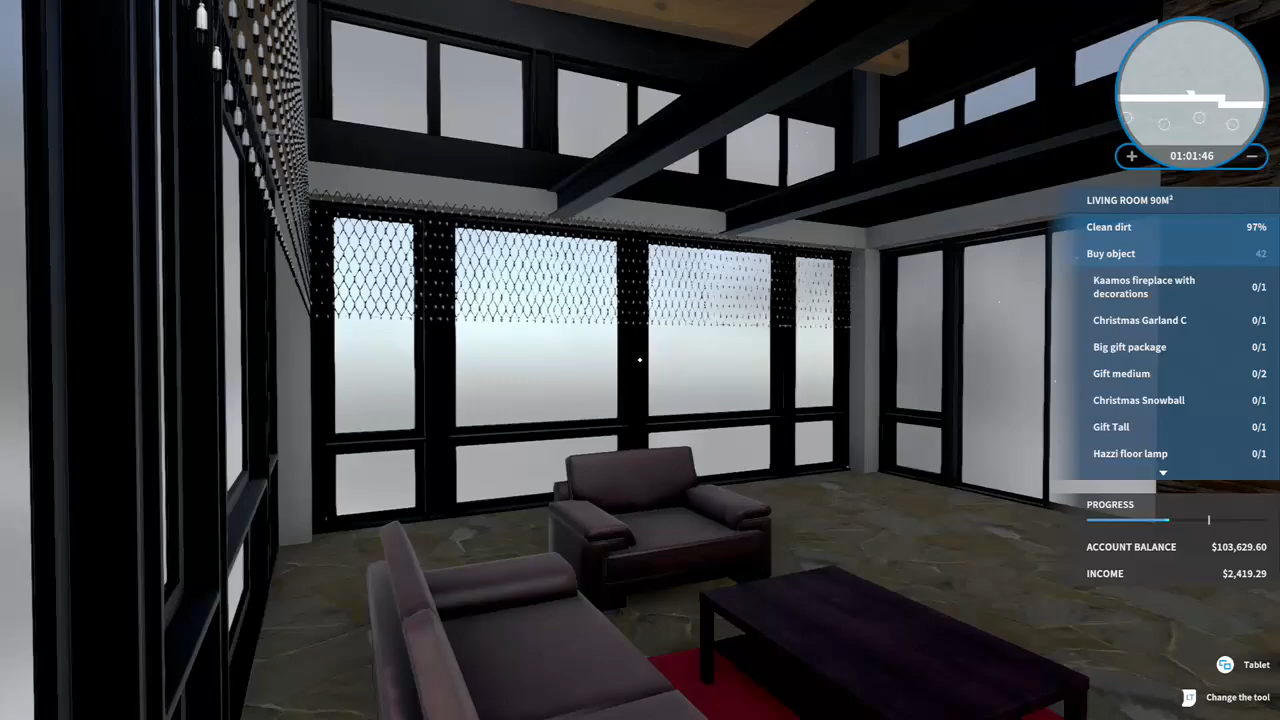 01:01:46
LIVING ROOM 90M²
Clean dirt 97%
Buy object 42
Kaamos fireplace with
decorations 0/1
Christmas Garland C 0/1
Big gift package 0/1
Gift medium 0/2
Christmas Snowball 0/1
Gift Tall 0/1
Hazzi floor lamp 0/1
PROGRESS
ACCOUNT BALANCE $103,629.60
INCOME $2,419.29
Tablet
LT Change the tool